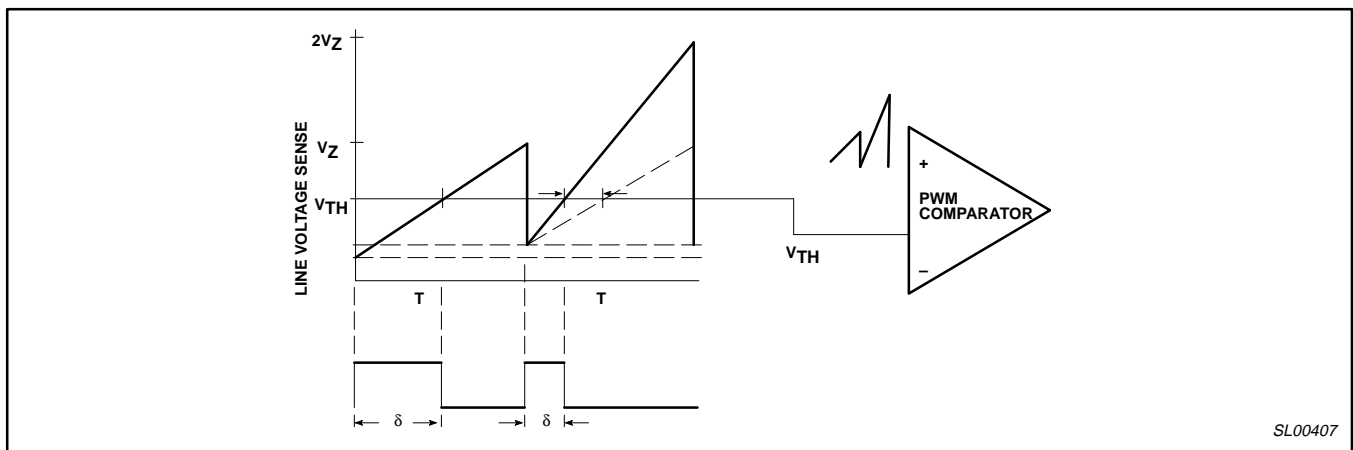 2VZ
LINE VOLTAGE SENSE
VZ
VTH
+
PWM
COMPARATOR
VTH
–
T
T
δ
δ
SL00407